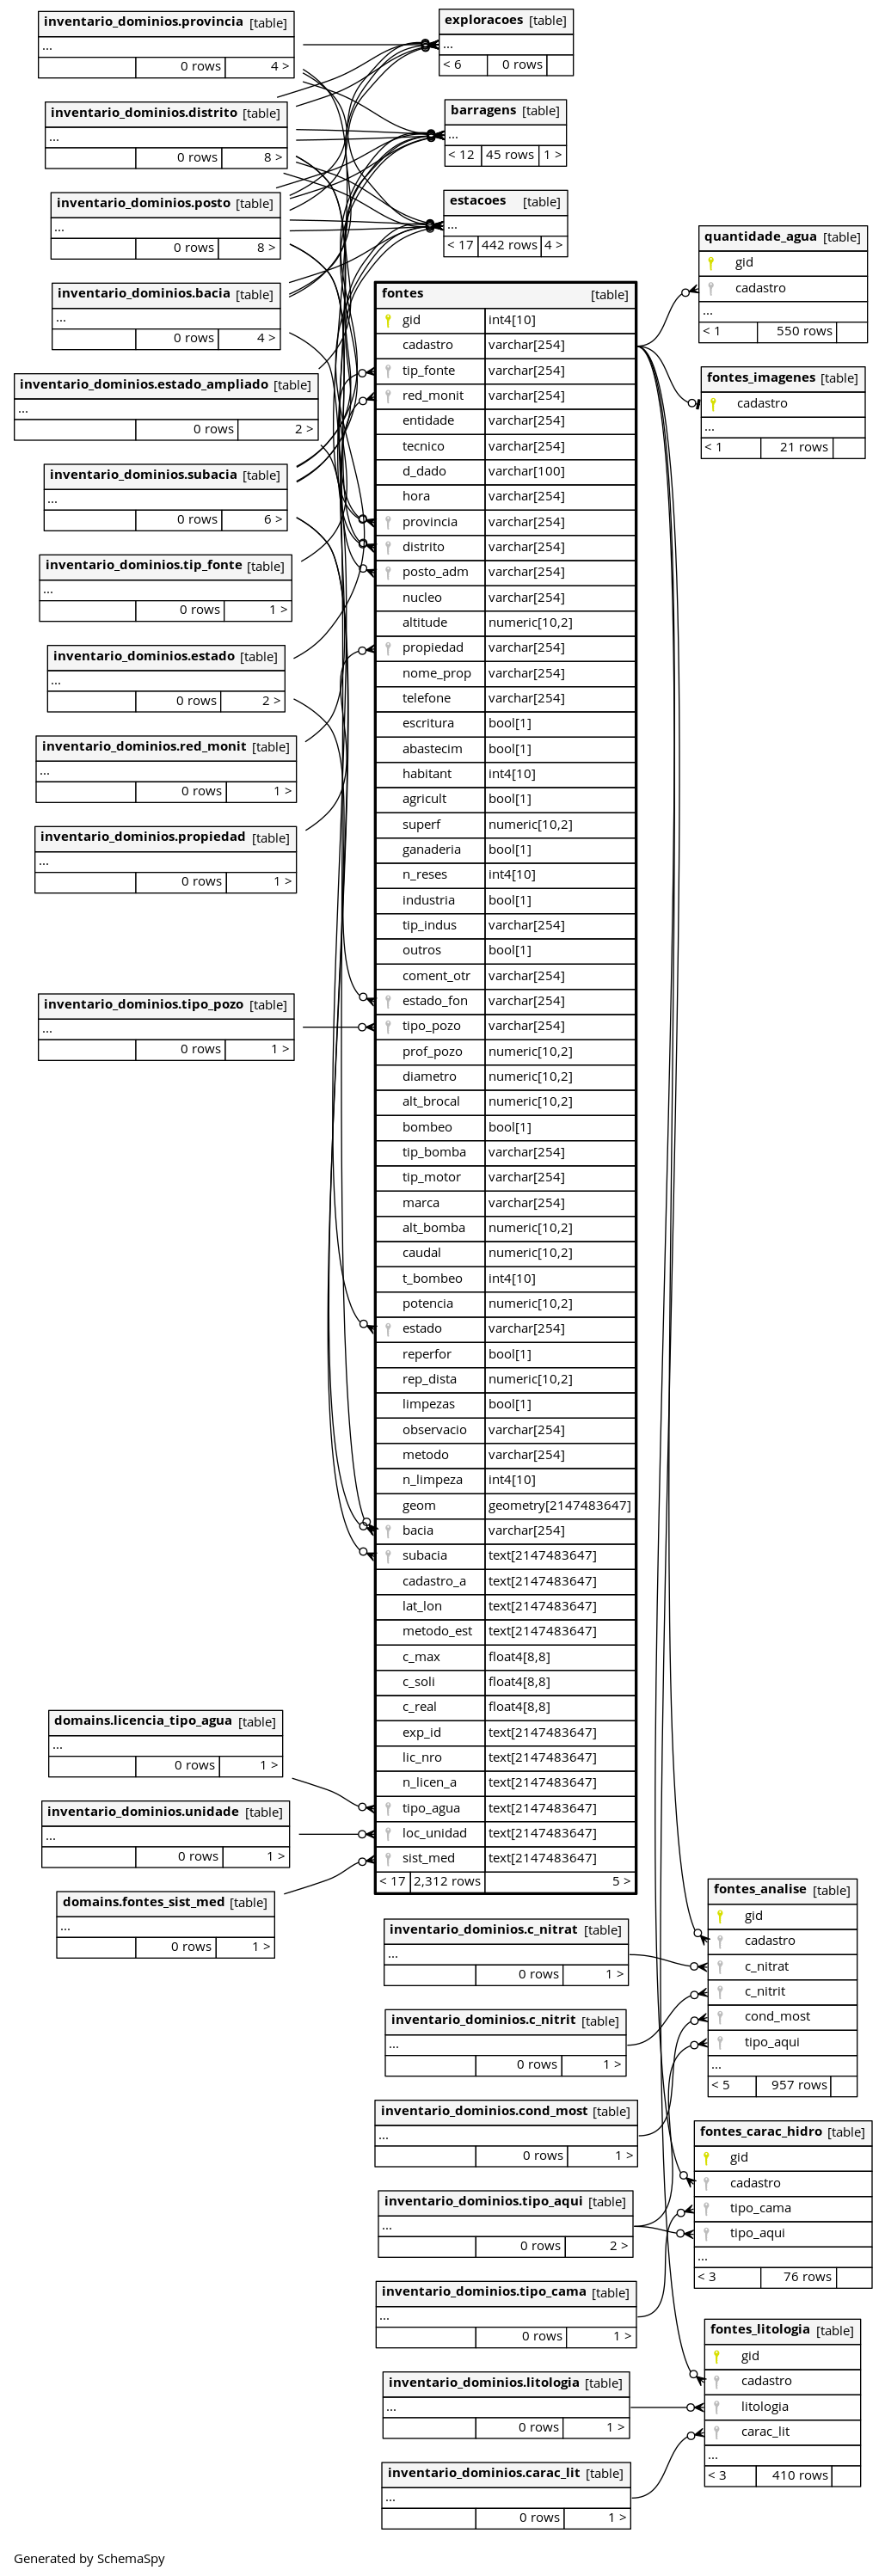 inventario_dominios.provincia [table]
...
0 rows 4 >
inventario_dominios.distrito [table]
...
0 rows 8 >
inventario_dominios.posto [table]
...
0 rows 8 >
inventario_dominios.bacia [table]
...
0 rows 4 >
inventario_dominios.estado_ampliado [table]
...
0 rows 2 >
inventario_dominios.subacia [table]
...
0 rows 6 >
inventario_dominios.tip_fonte [table]
...
0 rows 1 >
inventario_dominios.estado [table]
...
0 rows 2 >
inventario_dominios.red_monit [table]
...
0 rows 1 >
inventario_dominios.propiedad [table]
...
0 rows 1 >
inventario_dominios.tipo_pozo [table]
...
0 rows 1 >
domains.licencia_tipo_agua [table]
...
0 rows 1 >
inventario_dominios.unidade [table]
...
0 rows 1 >
domains.fontes_sist_med [table]
...
0 rows 1 >
exploracoes [table]
...
< 6 0 rows
barragens [table]
...
< 12 45 rows 1 >
estacoes [table]
...
< 17 442 rows 4 >
fontes [table]
gid int4[10]
cadastro varchar[254]
tip_fonte varchar[254]
red_monit varchar[254]
entidade varchar[254]
tecnico varchar[254]
d_dado varchar[100]
hora varchar[254]
provincia varchar[254]
distrito varchar[254]
posto_adm varchar[254]
nucleo varchar[254]
altitude numeric[10,2]
propiedad varchar[254]
nome_prop varchar[254]
telefone varchar[254]
escritura bool[1]
abastecim bool[1]
habitant int4[10]
agricult bool[1]
superf numeric[10,2]
ganaderia bool[1]
n_reses int4[10]
industria bool[1]
tip_indus varchar[254]
outros bool[1]
coment_otr varchar[254]
estado_fon varchar[254]
tipo_pozo varchar[254]
prof_pozo numeric[10,2]
diametro numeric[10,2]
alt_brocal numeric[10,2]
bombeo bool[1]
tip_bomba varchar[254]
tip_motor varchar[254]
marca varchar[254]
alt_bomba numeric[10,2]
caudal numeric[10,2]
t_bombeo int4[10]
potencia numeric[10,2]
estado varchar[254]
reperfor bool[1]
rep_dista numeric[10,2]
limpezas bool[1]
observacio varchar[254]
metodo varchar[254]
n_limpeza int4[10]
geom geometry[2147483647]
bacia varchar[254]
subacia text[2147483647]
cadastro_a text[2147483647]
lat_lon text[2147483647]
metodo_est text[2147483647]
c_max float4[8,8]
c_soli float4[8,8]
c_real float4[8,8]
exp_id text[2147483647]
lic_nro text[2147483647]
n_licen_a text[2147483647]
tipo_agua text[2147483647]
loc_unidad text[2147483647]
sist_med text[2147483647]
< 17 2,312 rows 5 >
inventario_dominios.c_nitrat [table]
...
0 rows 1 >
inventario_dominios.c_nitrit [table]
...
0 rows 1 >
inventario_dominios.cond_most [table]
...
0 rows 1 >
inventario_dominios.tipo_aqui [table]
...
0 rows 2 >
inventario_dominios.tipo_cama [table]
...
0 rows 1 >
inventario_dominios.litologia [table]
...
0 rows 1 >
inventario_dominios.carac_lit [table]
...
0 rows 1 >
quantidade_agua [table]
gid
cadastro
...
< 1 550 rows
fontes_imagenes [table]
cadastro
...
< 1 21 rows
fontes_analise [table]
gid
cadastro
c_nitrat
c_nitrit
cond_most
tipo_aqui
...
< 5 957 rows
fontes_carac_hidro [table]
gid
cadastro
tipo_cama
tipo_aqui
...
< 3 76 rows
fontes_litologia [table]
gid
cadastro
litologia
carac_lit
...
< 3 410 rows
Generated by SchemaSpy